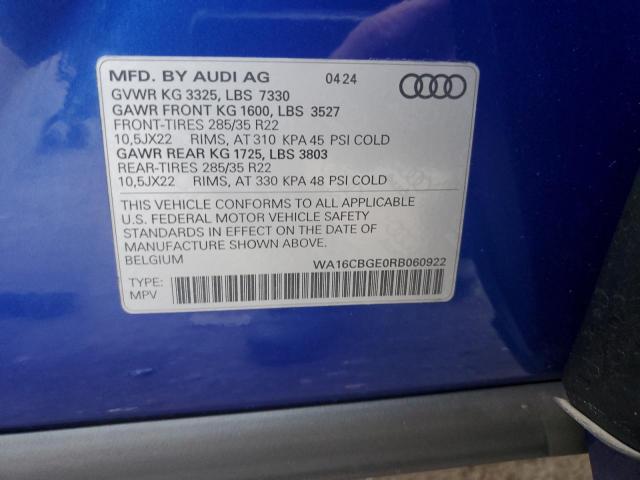 MFD. BY AUDI AG 04 24
GVWR KG 3325, LBS 7330
GAWR FRONT KG 1600, LBS 3527
FRONT-TIRES 285/35 R22
10,5JX22 RIMS, AT 310 KPA 45 PSI COLD
GAWR REAR KG 1725, LBS 3803
REAR-TIRES 285/35 R22
10,5JX22 RIMS, AT 330 KPA 48 PSI COLD
THIS VEHICLE CONFORMS TO ALL APPLICABLE
U.S. FEDERAL MOTOR VEHICLE SAFETY
STANDARDS IN EFFECT ON THE DATE OF
MANUFACTURE SHOWN ABOVE.
BELGIUM WA16CBGE0RB060922
TYPE:
MPV